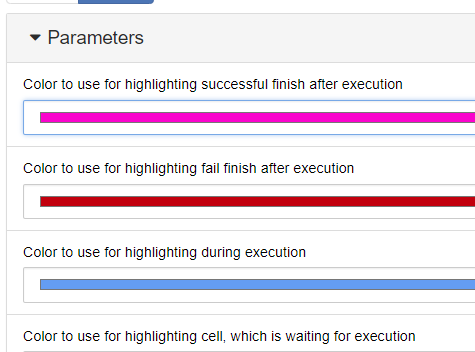 Parameters
Color to use for highlighting successful finish after execution
Color to use for highlighting fail finish after execution
Color to use for highlighting during execution
Color to use for highlighting cell, which is waiting for execution